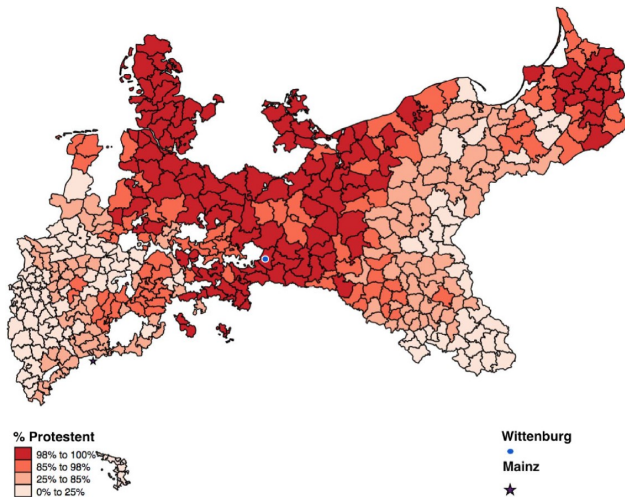 % Protestent
98% to 100%
85% to 98%
25% to 85%
0% to 25%
Wittenburg
Mainz